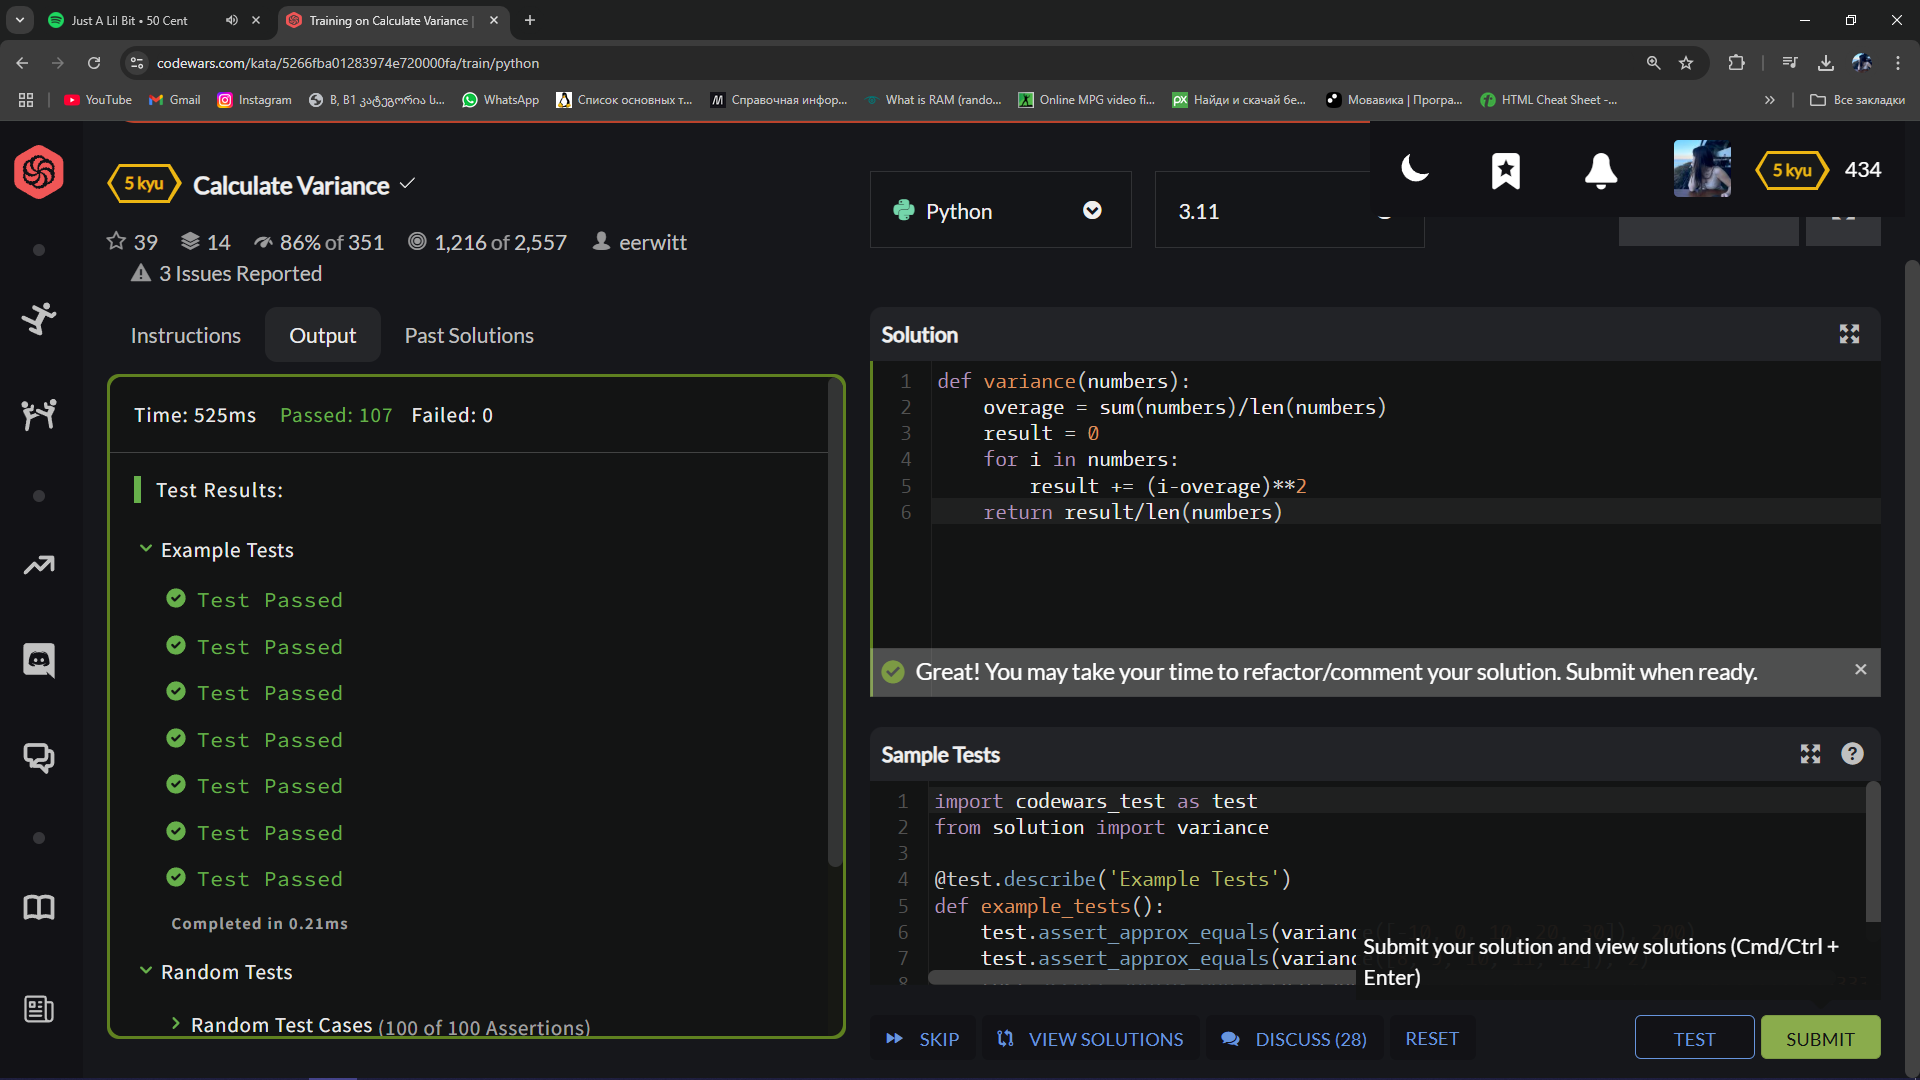 Just A Lil Bit • 50 Cent
Training on Calculate Variance |
codewars.com/kata/5266fba01283974e720000fa/train/python
YouTube
Gmail
Instagram
B, B1 კატეგორია ს...
WhatsApp
Список основных т...
Справочная инфор...
What is RAM (rando...
Online MPG video fi...
Найди и скачай бе...
Мовавика | Програ...
HTML Cheat Sheet -...
Все закладки
5 kyu
Calculate Variance
39
14
86% of 351
1,216 of 2,557
eerwitt
3 Issues Reported
Python
3.11
5 kyu
434
Instructions
Output
Past Solutions
Time: 525ms Passed: 107 Failed: 0
Test Results:
Example Tests
Test Passed
Test Passed
Test Passed
Test Passed
Test Passed
Test Passed
Test Passed
Completed in 0.21ms
Random Tests
Random Test Cases (100 of 100 Assertions)
Solution
1 def variance(numbers):
2 overage = sum(numbers)/len(numbers)
3 result = 0
4 for i in numbers:
5 result += (i-overage)**2
6 return result/len(numbers)
Great! You may take your time to refactor/comment your solution. Submit when ready.
Sample Tests
1 import codewars_test as test
2 from solution import variance
3
4 @test.describe('Example Tests')
5 def example_tests():
6 test.assert_approx_equals(varianc
7 test.assert_approx_equals(varianc
8
Submit your solution and view solutions (Cmd/Ctrl +
Enter)
SKIP
VIEW SOLUTIONS
DISCUSS (28)
RESET
TEST
SUBMIT